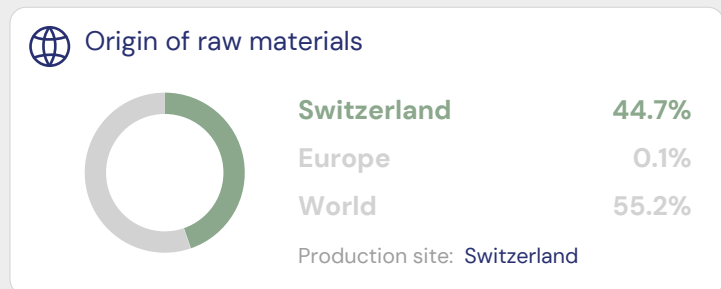 Origin of raw materials
Switzerland 44.7%
Europe 0.1%
World 55.2%
Production site: Switzerland